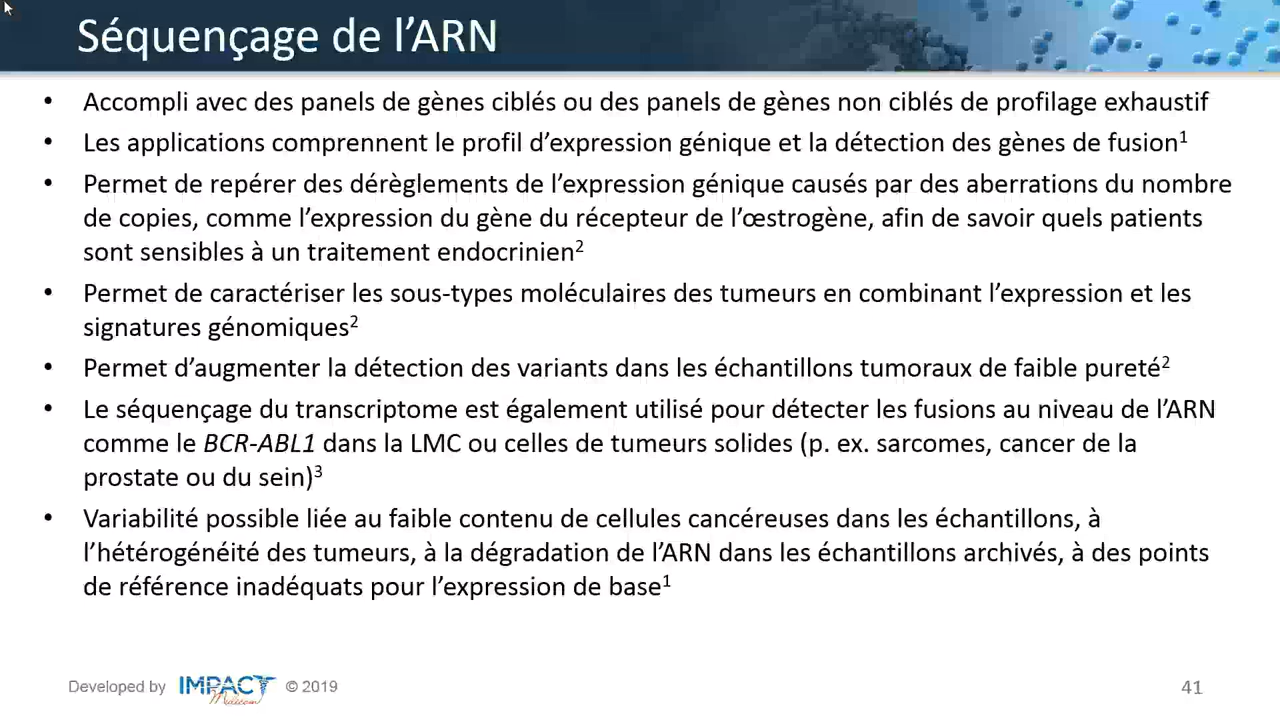 Séquençage de l’ARN
• Accompli avec des panels de gènes ciblés ou des panels de gènes non ciblés de profilage exhaustif
• Les applications comprennent le profil d’expression génique et la détection des gènes de fusion¹
• Permet de repérer des dérèglements de l’expression génique causés par des aberrations du nombre
de copies, comme l’expression du gène du récepteur de l’œstrogène, afin de savoir quels patients
sont sensibles à un traitement endocrinien²
• Permet de caractériser les sous-types moléculaires des tumeurs en combinant l’expression et les
signatures génomiques²
• Permet d’augmenter la détection des variants dans les échantillons tumoraux de faible pureté²
• Le séquençage du transcriptome est également utilisé pour détecter les fusions au niveau de l’ARN
comme le BCR-ABL1 dans la LMC ou celles de tumeurs solides (p. ex. sarcomes, cancer de la
prostate ou du sein)³
• Variabilité possible liée au faible contenu de cellules cancéreuses dans les échantillons, à
l’hétérogénéité des tumeurs, à la dégradation de l’ARN dans les échantillons archivés, à des points
de référence inadéquats pour l’expression de base¹
Developed by IMPACT Medicom © 2019
41